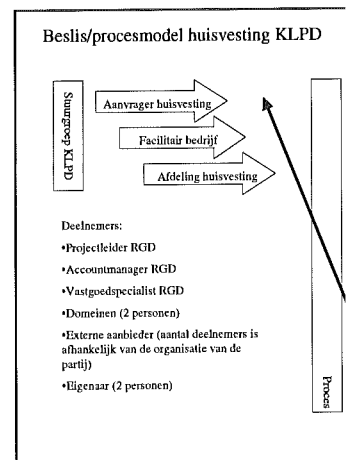 Beslis/procesmodel huisvesting KLPD
Stuurgroep KLPD
Aanvrager huisvesting
Facilitair bedrijf
Afdeling huisvesting
Deelnemers:
•Projectleider RGD
•Accountmanager RGD
•Vastgoedspecialist RGD
•Domeinen (2 personen)
•Externe aanbieder (aantal deelnemers is
afhankelijk van de organisatie van de
partij)
•Eigenaar (2 personen)
Proces